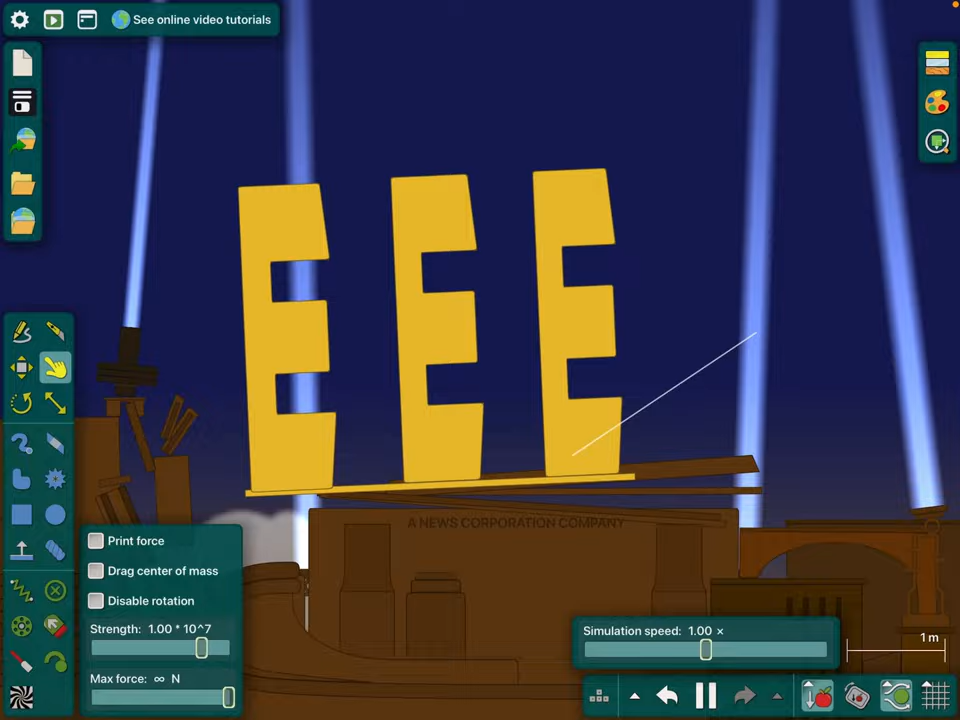 See online video tutorials
EEE
A NEWS CORPORATION COMPANY
Print force
Drag center of mass
Disable rotation
Strength: 1.00 * 10^7
Max force: ∞ N
Simulation speed: 1.00 ×
1 m